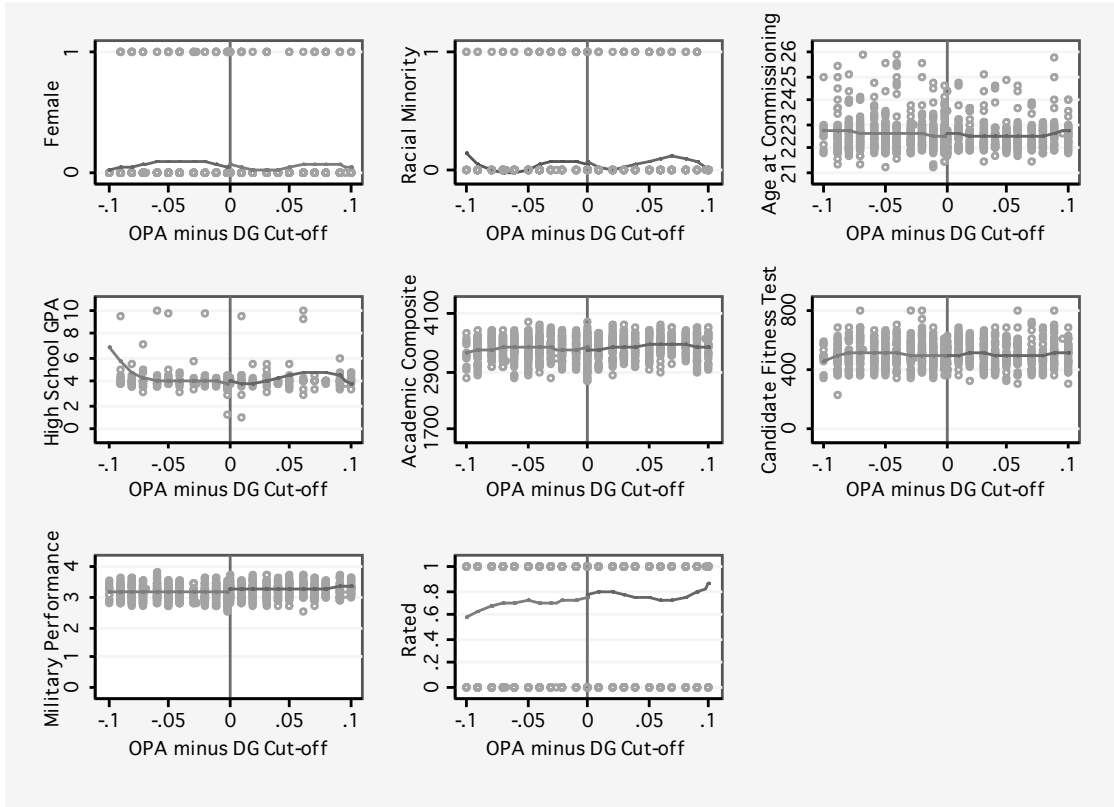 Female
1
0
-.1 -.05 0 .05 .1
OPA minus DG Cut-off
Racial Minority
1
0
-.1 -.05 0 .05 .1
OPA minus DG Cut-off
Age at Commissioning
21 22 23 24 25 26
-.1 -.05 0 .05 .1
OPA minus DG Cut-off
High School GPA
0 2 4 6 8 10
-.1 -.05 0 .05 .1
OPA minus DG Cut-off
Academic Composite
1700 2900 4100
-.1 -.05 0 .05 .1
OPA minus DG Cut-off
Candidate Fitness Test
0 400 800
-.1 -.05 0 .05 .1
OPA minus DG Cut-off
Military Performance
0 1 2 3 4
-.1 -.05 0 .05 .1
OPA minus DG Cut-off
Rated
0 .2 .4 .6 .8 1
-.1 -.05 0 .05 .1
OPA minus DG Cut-off